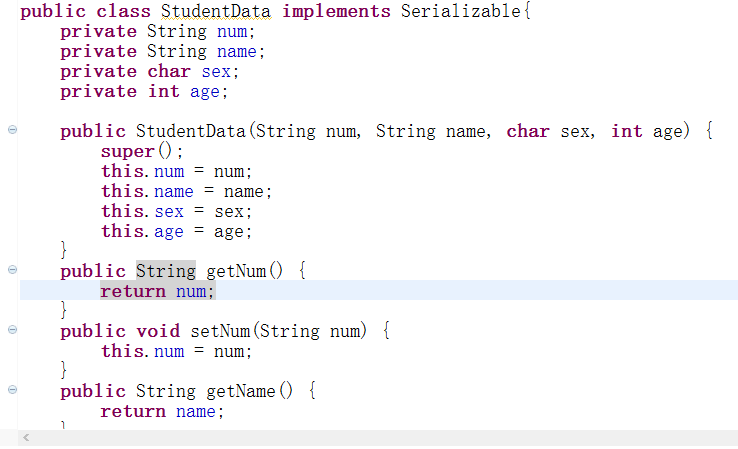 public class StudentData implements Serializable{
private String num;
private String name;
private char sex;
private int age;
public StudentData(String num, String name, char sex, int age) {
super();
this.num = num;
this.name = name;
this.sex = sex;
this.age = age;
}
public String getNum() {
return num;
}
public void setNum(String num) {
this.num = num;
}
public String getName() {
return name;
}